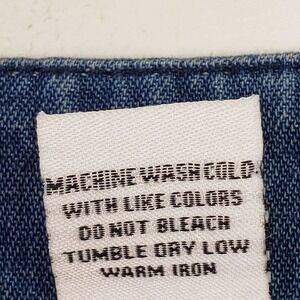 MACHINE WASH COLD
WITH LIKE COLORS
DO NOT BLEACH
TUMBLE DRY LOW
WARM IRON